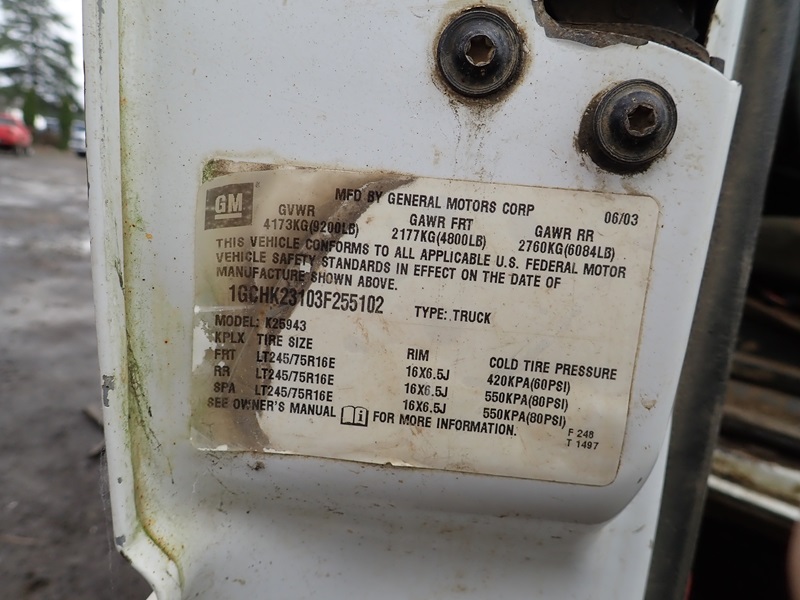 GM
MFD BY GENERAL MOTORS CORP 06/03
GVWR GAWR FRT GAWR RR
4173KG(9200LB) 2177KG(4800LB) 2760KG(6084LB)
THIS VEHICLE CONFORMS TO ALL APPLICABLE U.S. FEDERAL MOTOR
VEHICLE SAFETY STANDARDS IN EFFECT ON THE DATE OF
MANUFACTURE SHOWN ABOVE.
1GCHK23103F255102 TYPE: TRUCK
MODEL: K25943
KPLX TIRE SIZE RIM COLD TIRE PRESSURE
FRT LT245/75R16E 16X6.5J 420KPA(60PSI)
RR LT245/75R16E 16X6.5J 550KPA(80PSI)
SPA LT245/75R16E 16X6.5J 550KPA(80PSI)
SEE OWNER'S MANUAL FOR MORE INFORMATION.
F 248
T 1497